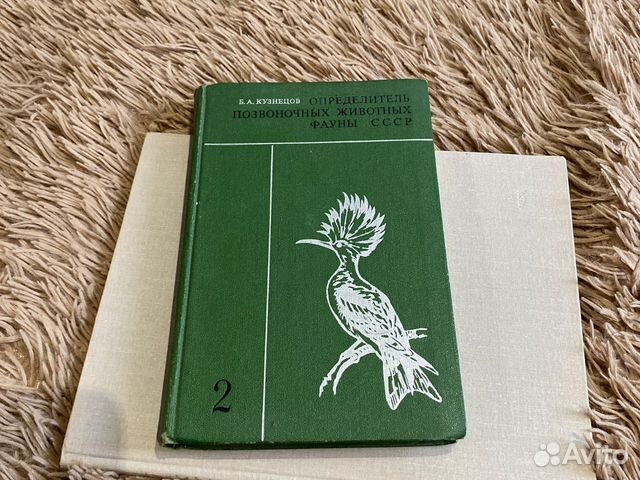 Б. А. КУЗНЕЦОВ ОПРЕДЕЛИТЕЛЬ
ПОЗВОНОЧНЫХ ЖИВОТНЫХ
ФАУНЫ СССР
2
Avito